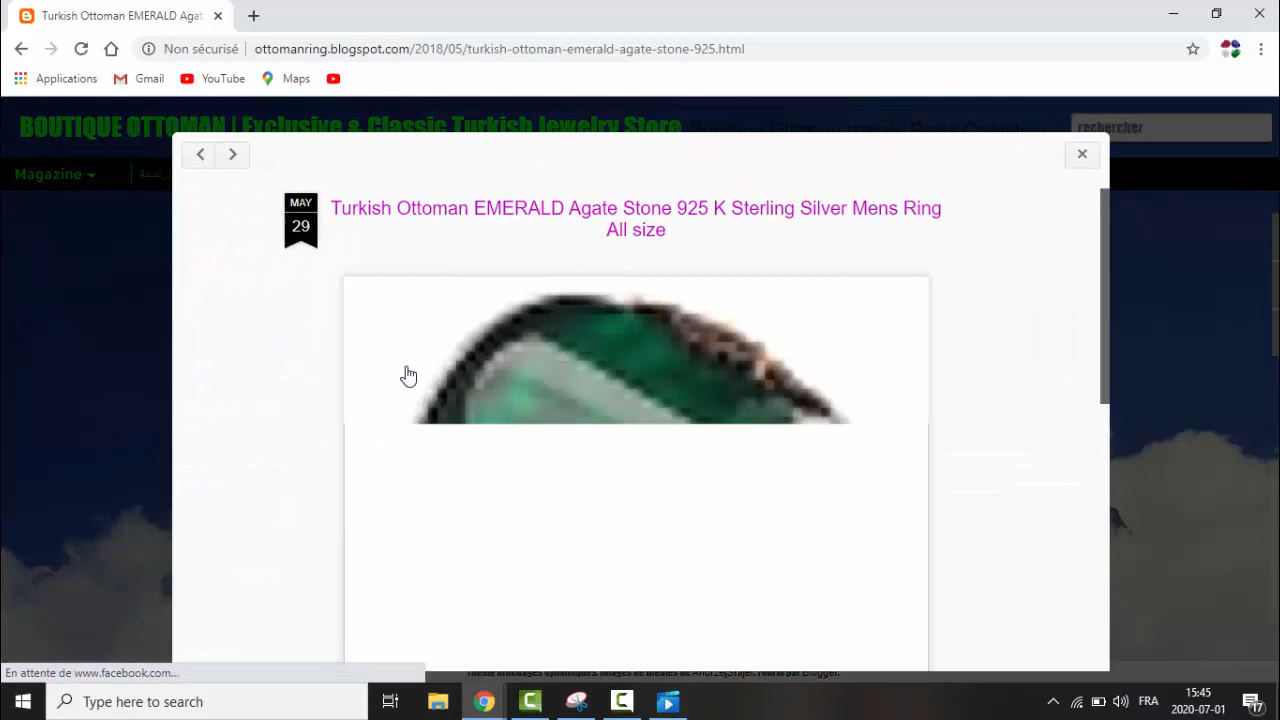 Turkish Ottoman EMERALD Agat
Non sécurisé
ottomanring.blogspot.com/2018/05/turkish-ottoman-emerald-agate-stone-925.html
Applications Gmail YouTube Maps
BOUTIQUE OTTOMAN | Exclusive & Classic Turkish Jewelry Store
rechercher
Magazine
MAY
29
Turkish Ottoman EMERALD Agate Stone 925 K Sterling Silver Mens Ring
All size
En attente de www.facebook.com...
Type here to search
FRA
15:45
2020-07-01
17